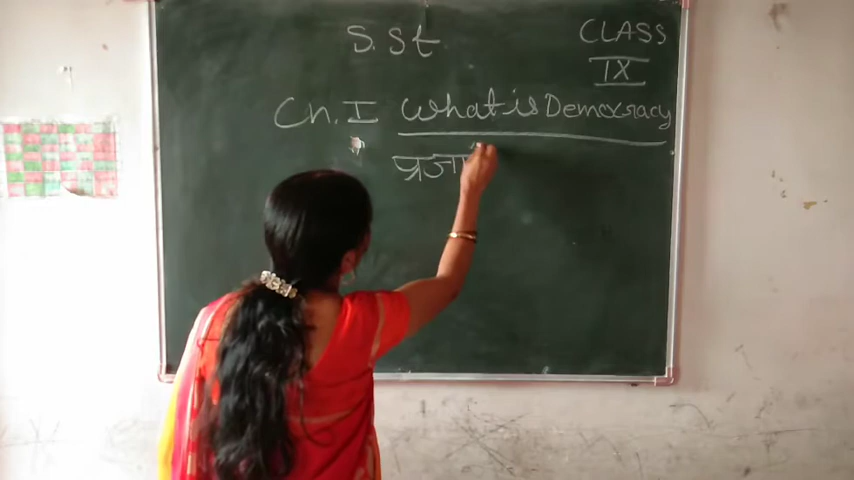 S. St
CLASS
IX
Ch. I What is Democracy
प्रजा